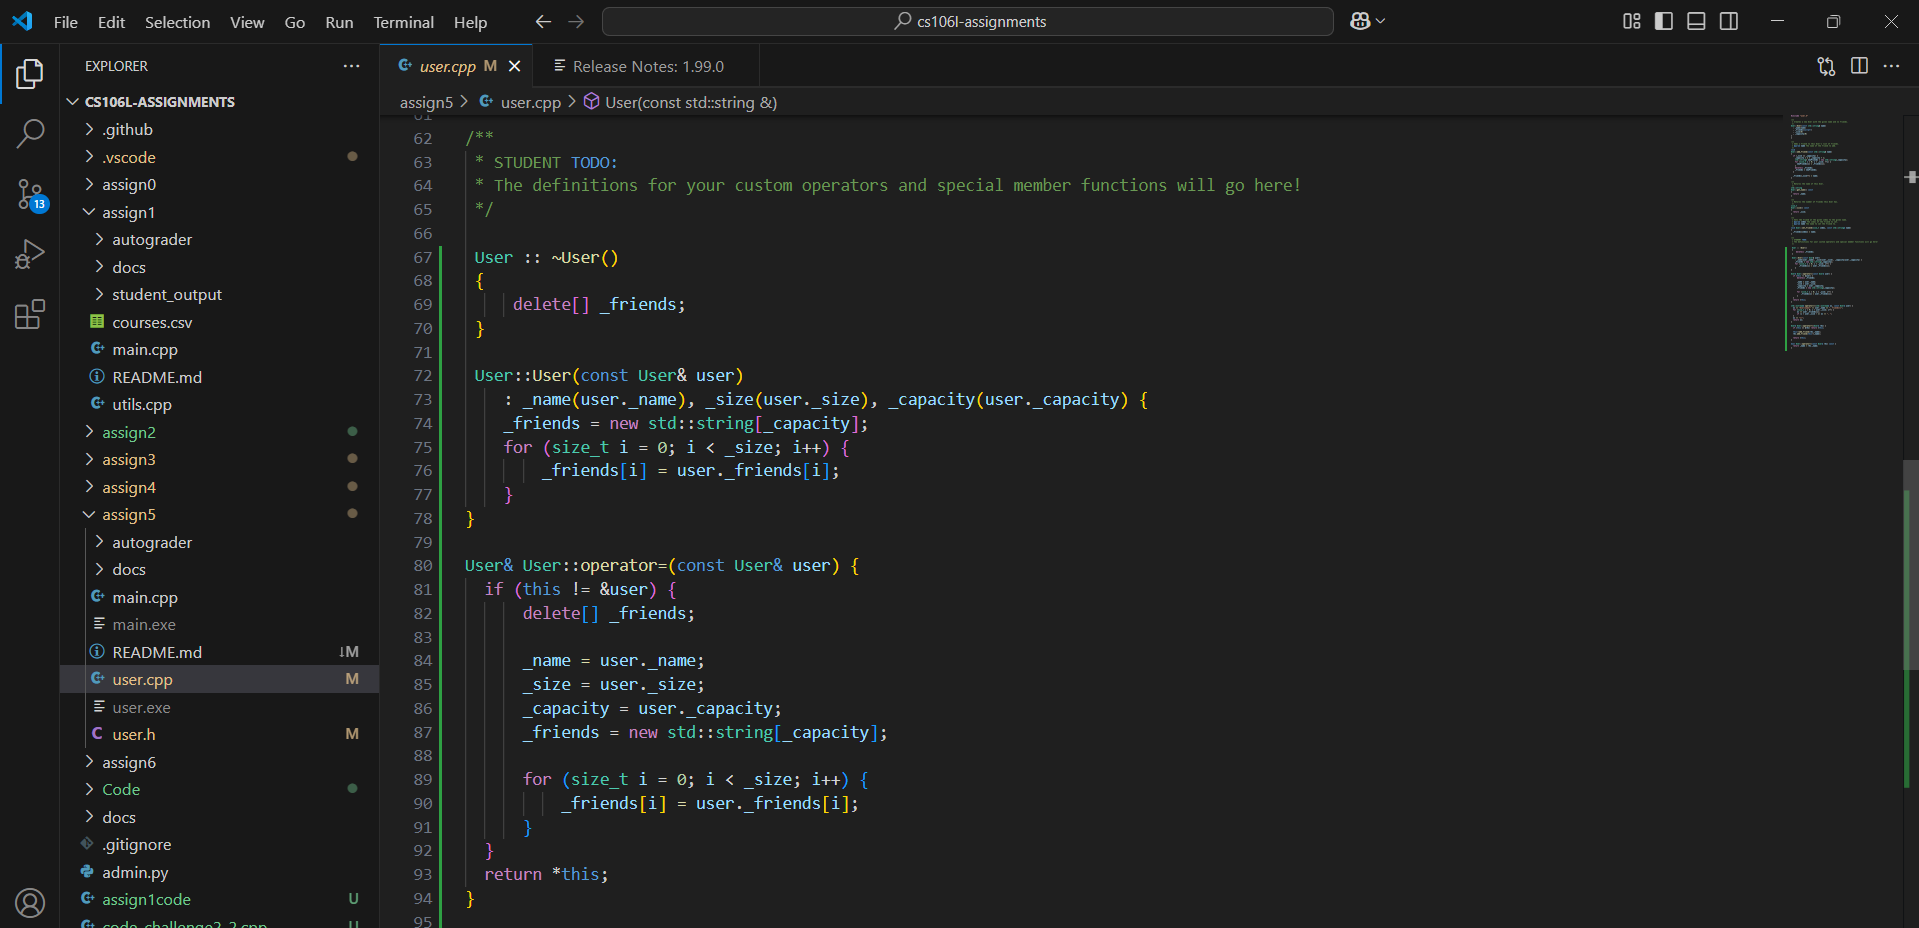 File Edit Selection View Go Run Terminal Help
cs106l-assignments
EXPLORER
CS106L-ASSIGNMENTS
.github
.vscode
assign0
assign1
autograder
docs
student_output
courses.csv
main.cpp
README.md
utils.cpp
assign2
assign3
assign4
assign5
autograder
docs
main.cpp
main.exe
README.md ↓M
user.cpp M
user.exe
user.h M
assign6
Code
docs
.gitignore
admin.py
assign1code U
13
user.cpp M
Release Notes: 1.99.0
assign5 > user.cpp > User(const std::string &)
61
62 /**
63 * STUDENT TODO:
64 * The definitions for your custom operators and special member functions will go here!
65 */
66
67 User :: ~User()
68 {
69 delete[] _friends;
70 }
71
72 User::User(const User& user)
73 : _name(user._name), _size(user._size), _capacity(user._capacity) {
74 _friends = new std::string[_capacity];
75 for (size_t i = 0; i < _size; i++) {
76 _friends[i] = user._friends[i];
77 }
78 }
79
80 User& User::operator=(const User& user) {
81 if (this != &user) {
82 delete[] _friends;
83
84 _name = user._name;
85 _size = user._size;
86 _capacity = user._capacity;
87 _friends = new std::string[_capacity];
88
89 for (size_t i = 0; i < _size; i++) {
90 _friends[i] = user._friends[i];
91 }
92 }
93 return *this;
94 }
95